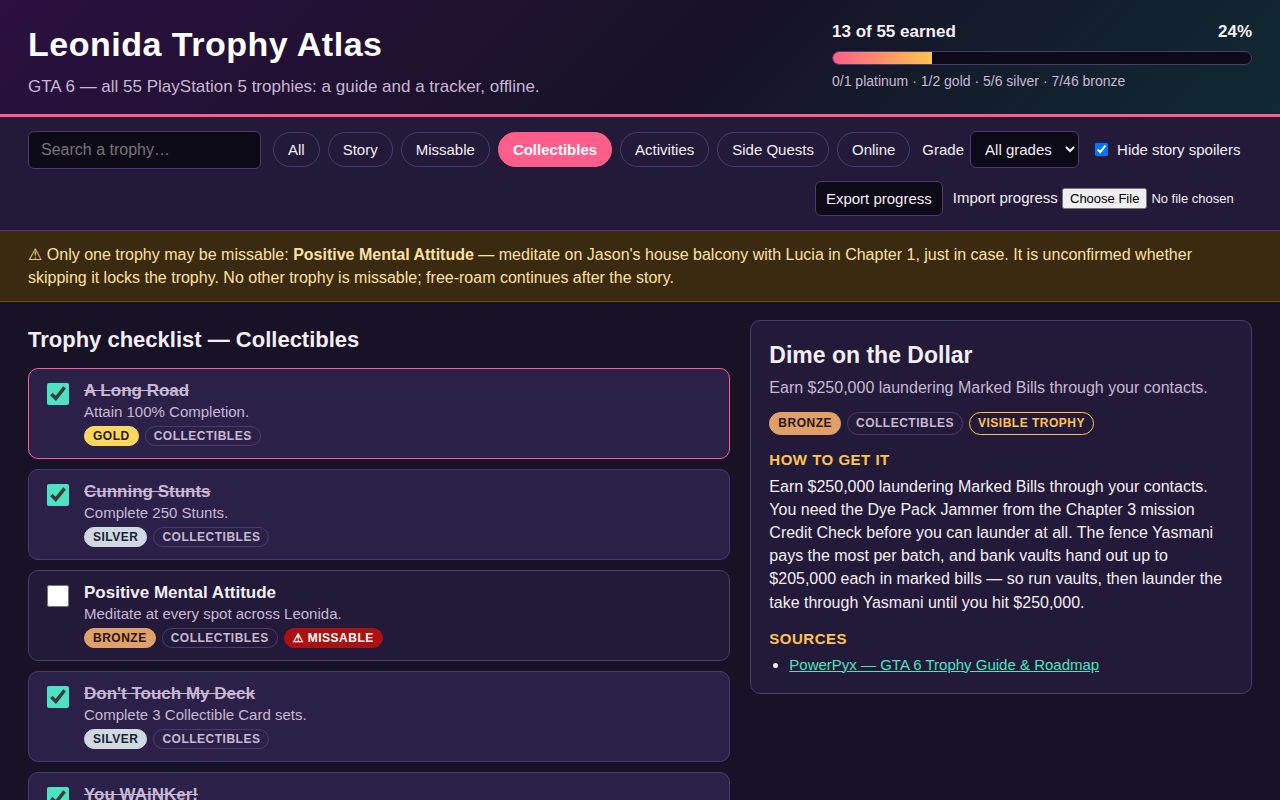 Leonida Trophy Atlas
GTA 6 — all 55 PlayStation 5 trophies: a guide and a tracker, offline.
13 of 55 earned 24%
0/1 platinum · 1/2 gold · 5/6 silver · 7/46 bronze
Search a trophy… All Story Missable Collectibles Activities Side Quests Online Grade All grades Hide story spoilers
Export progress Import progress Choose File No file chosen
⚠ Only one trophy may be missable: Positive Mental Attitude — meditate on Jason's house balcony with Lucia in Chapter 1, just in case. It is unconfirmed whether
skipping it locks the trophy. No other trophy is missable; free-roam continues after the story.
Trophy checklist — Collectibles
A Long Road
Attain 100% Completion.
GOLD COLLECTIBLES
Cunning Stunts
Complete 250 Stunts.
SILVER COLLECTIBLES
Positive Mental Attitude
Meditate at every spot across Leonida.
BRONZE COLLECTIBLES ⚠ MISSABLE
Don't Touch My Deck
Complete 3 Collectible Card sets.
SILVER COLLECTIBLES
You WAiNKer!
Dime on the Dollar
Earn $250,000 laundering Marked Bills through your contacts.
BRONZE COLLECTIBLES VISIBLE TROPHY
HOW TO GET IT
Earn $250,000 laundering Marked Bills through your contacts.
You need the Dye Pack Jammer from the Chapter 3 mission
Credit Check before you can launder at all. The fence Yasmani
pays the most per batch, and bank vaults hand out up to
$205,000 each in marked bills — so run vaults, then launder the
take through Yasmani until you hit $250,000.
SOURCES
• PowerPyx — GTA 6 Trophy Guide & Roadmap